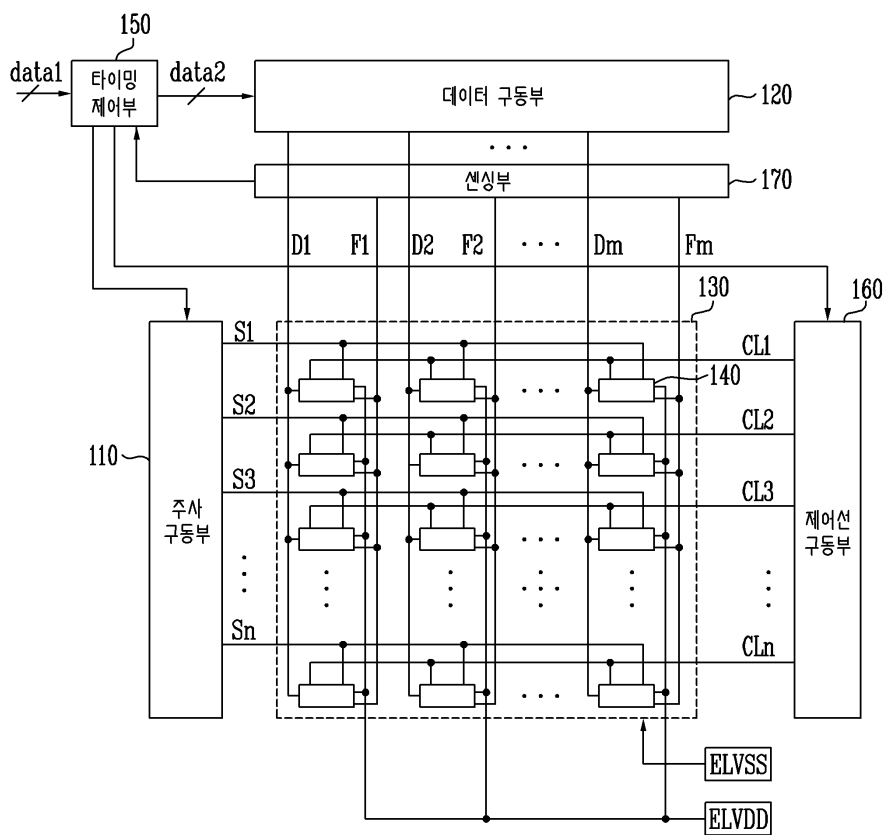 150
data1
타이밍
제어부
data2
데이터 구동부
120
센싱부
170
D1 F1 D2 F2 Dm Fm
130
160
S1
CL1
140
S2
CL2
110
S3
CL3
주사
구동부
제어선
구동부
Sn
CLn
ELVSS
ELVDD